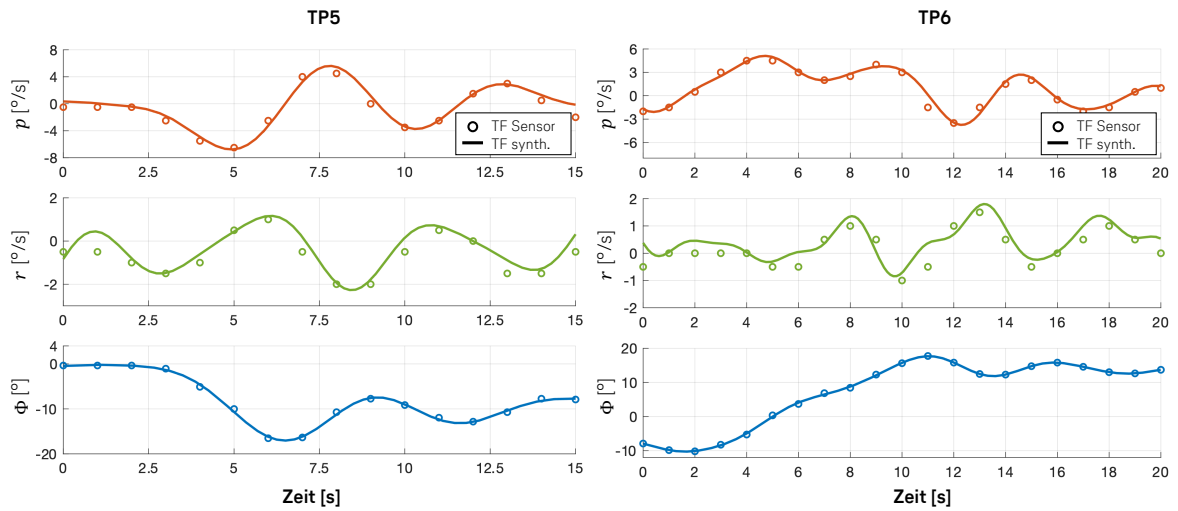 TP5
TP6
p [°/s]
8
4
0
-4
-8
0 2.5 5 7.5 10 12.5 15
TF Sensor
TF synth.
p [°/s]
6
3
0
-3
-6
0 2 4 6 8 10 12 14 16 18 20
TF Sensor
TF synth.
r [°/s]
2
0
-2
0 2.5 5 7.5 10 12.5 15
r [°/s]
2
1
0
-1
-2
0 2 4 6 8 10 12 14 16 18 20
Φ [°]
4
0
-10
-20
0 2.5 5 7.5 10 12.5 15
Zeit [s]
Φ [°]
20
10
0
-10
0 2 4 6 8 10 12 14 16 18 20
Zeit [s]